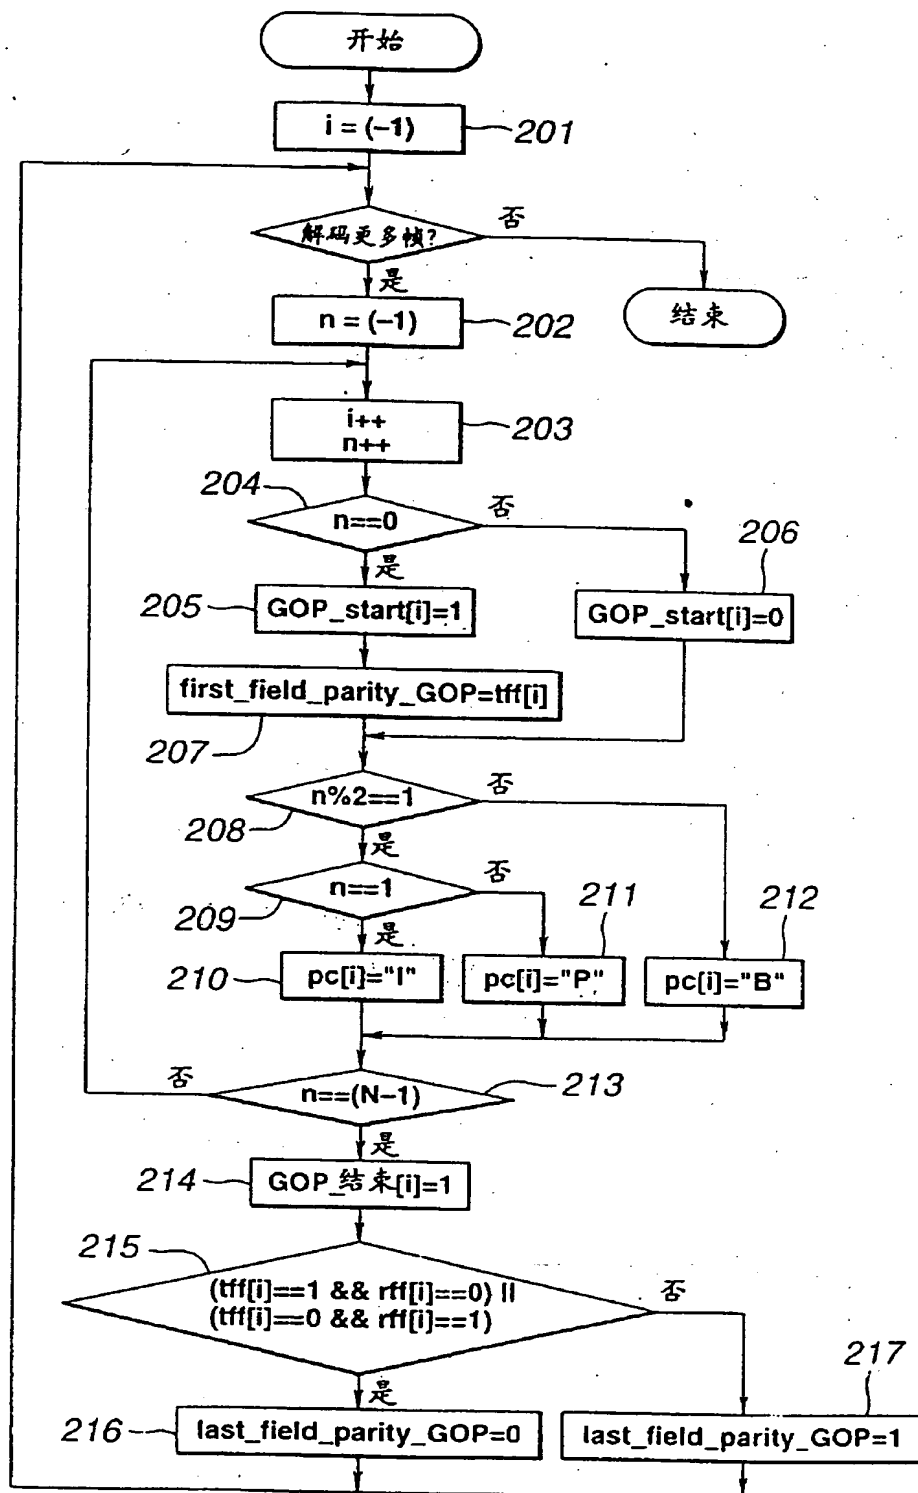 开始
i = (-1)
201
解码更多帧?
否
是
结束
n = (-1)
202
i++
n++
203
204
n==0
否
是
206
205
GOP_start[i]=1
GOP_start[i]=0
first_field_parity_GOP=tff[i]
207
n%2==1
否
208
是
n==1
否
209
是
211
212
210
pc[i]="I"
pc[i]="P"
pc[i]="B"
否
n==(N-1)
213
是
214
GOP_结束[i]=1
215
(tff[i]==1 && rff[i]==0) ||
(tff[i]==0 && rff[i]==1)
否
是
217
216
last_field_parity_GOP=0
last_field_parity_GOP=1